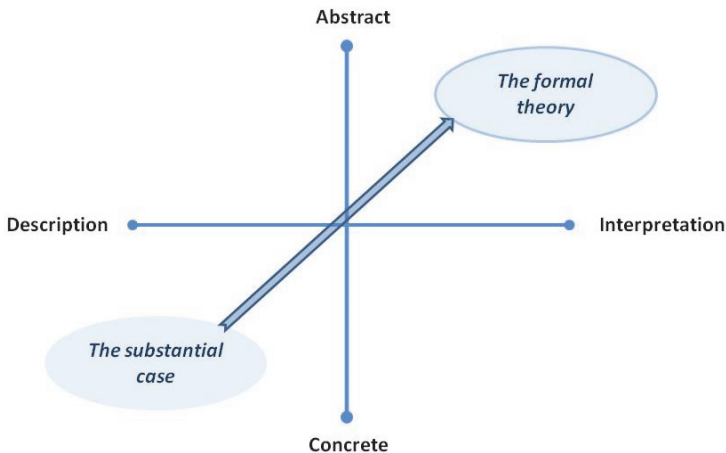 Abstract
The formal
theory
Description
Interpretation
The substantial
case
Concrete